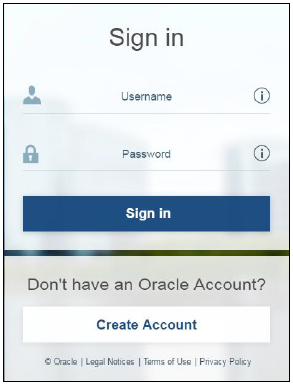 Sign in
Username
Password
Sign in
Don't have an Oracle Account?
Create Account
© Oracle | Legal Notices | Terms of Use | Privacy Policy